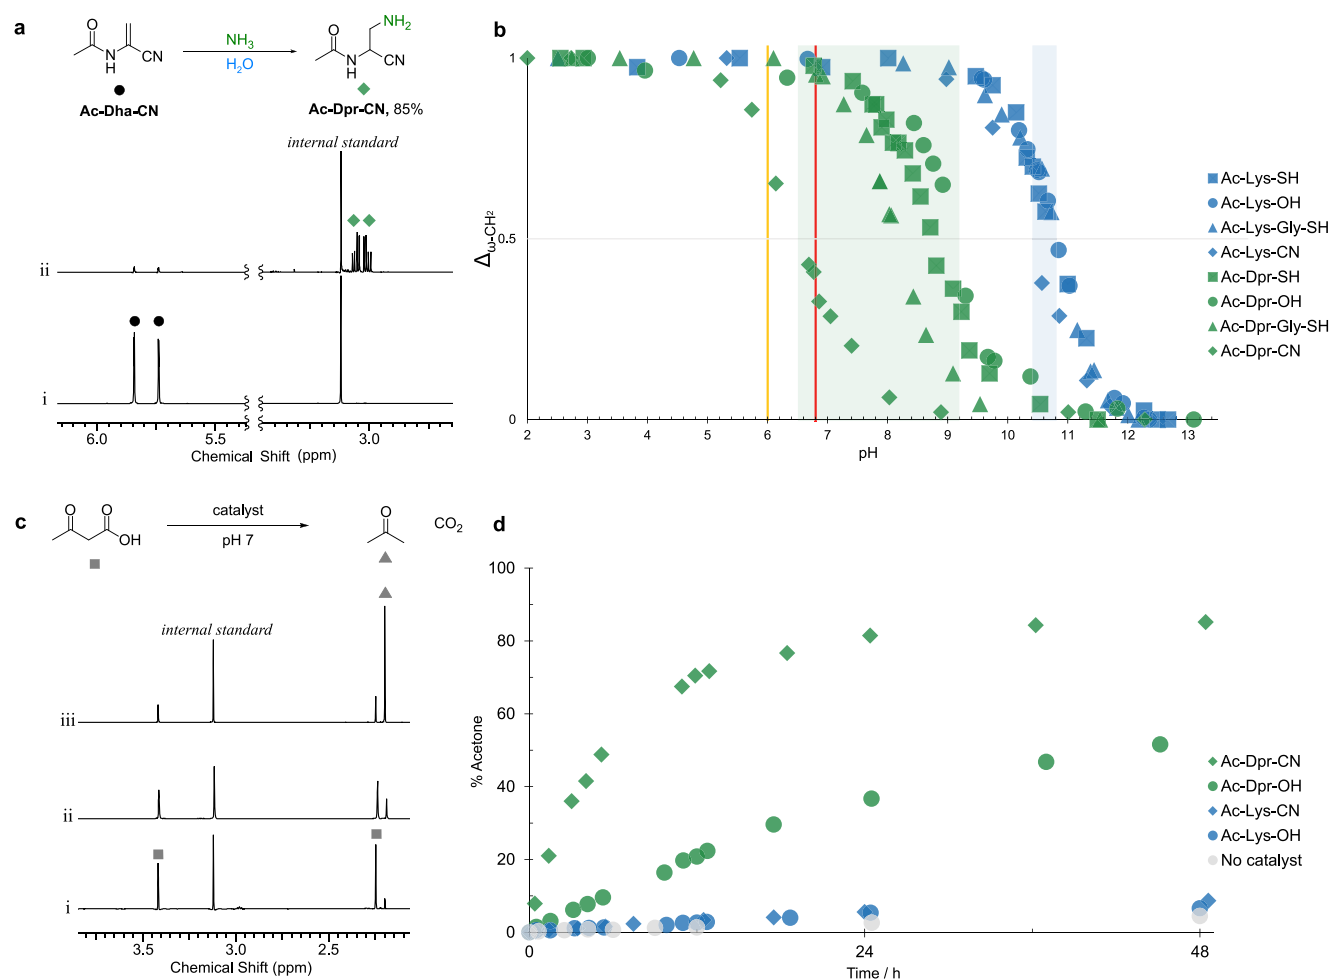 a
O
N
H
CN
NH₃
H₂O
NH₂
O
N
H
CN
Ac-Dha-CN
Ac-Dpr-CN, 85%
internal standard
ii
i
6.0 5.5 3.0
Chemical Shift (ppm)
b
1
0.5
0
Δω-CH²
2 3 4 5 6 7 8 9 10 11 12 13
pH
Ac-Lys-SH
Ac-Lys-OH
Ac-Lys-Gly-SH
Ac-Lys-CN
Ac-Dpr-SH
Ac-Dpr-OH
Ac-Dpr-Gly-SH
Ac-Dpr-CN
c
O O
OH
catalyst
pH 7
O
CO₂
internal standard
iii
ii
i
3.5 3.0 2.5
Chemical Shift (ppm)
d
100
80
60
40
20
0
% Acetone
0 24 48
Time / h
Ac-Dpr-CN
Ac-Dpr-OH
Ac-Lys-CN
Ac-Lys-OH
No catalyst